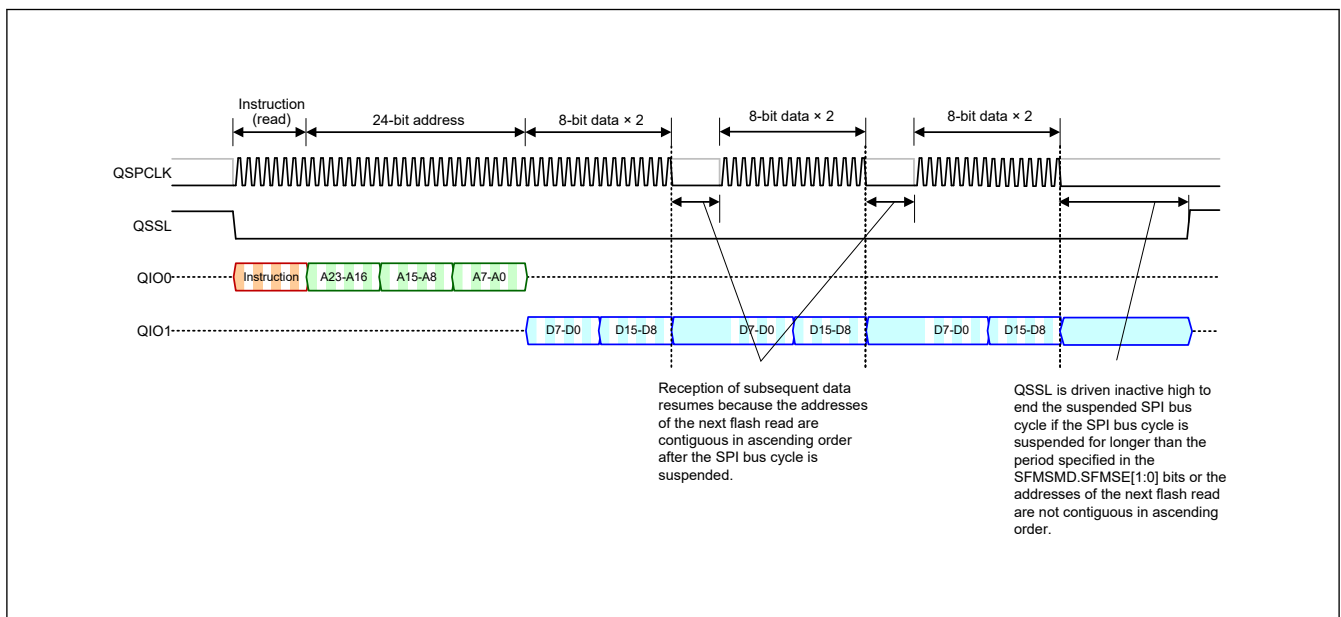 Instruction
(read)
24-bit address
8-bit data × 2
8-bit data × 2
8-bit data × 2
QSPCLK
QSSL
QIO0
Instruction
A23-A16
A15-A8
A7-A0
QIO1
D7-D0
D15-D8
D7-D0
D15-D8
D7-D0
D15-D8
Reception of subsequent data
resumes because the addresses
of the next flash read are
contiguous in ascending order
after the SPI bus cycle is
suspended.
QSSL is driven inactive high to
end the suspended SPI bus
cycle if the SPI bus cycle is
suspended for longer than the
period specified in the
SFMSMD.SFMSE[1:0] bits or the
addresses of the next flash read
are not contiguous in ascending
order.